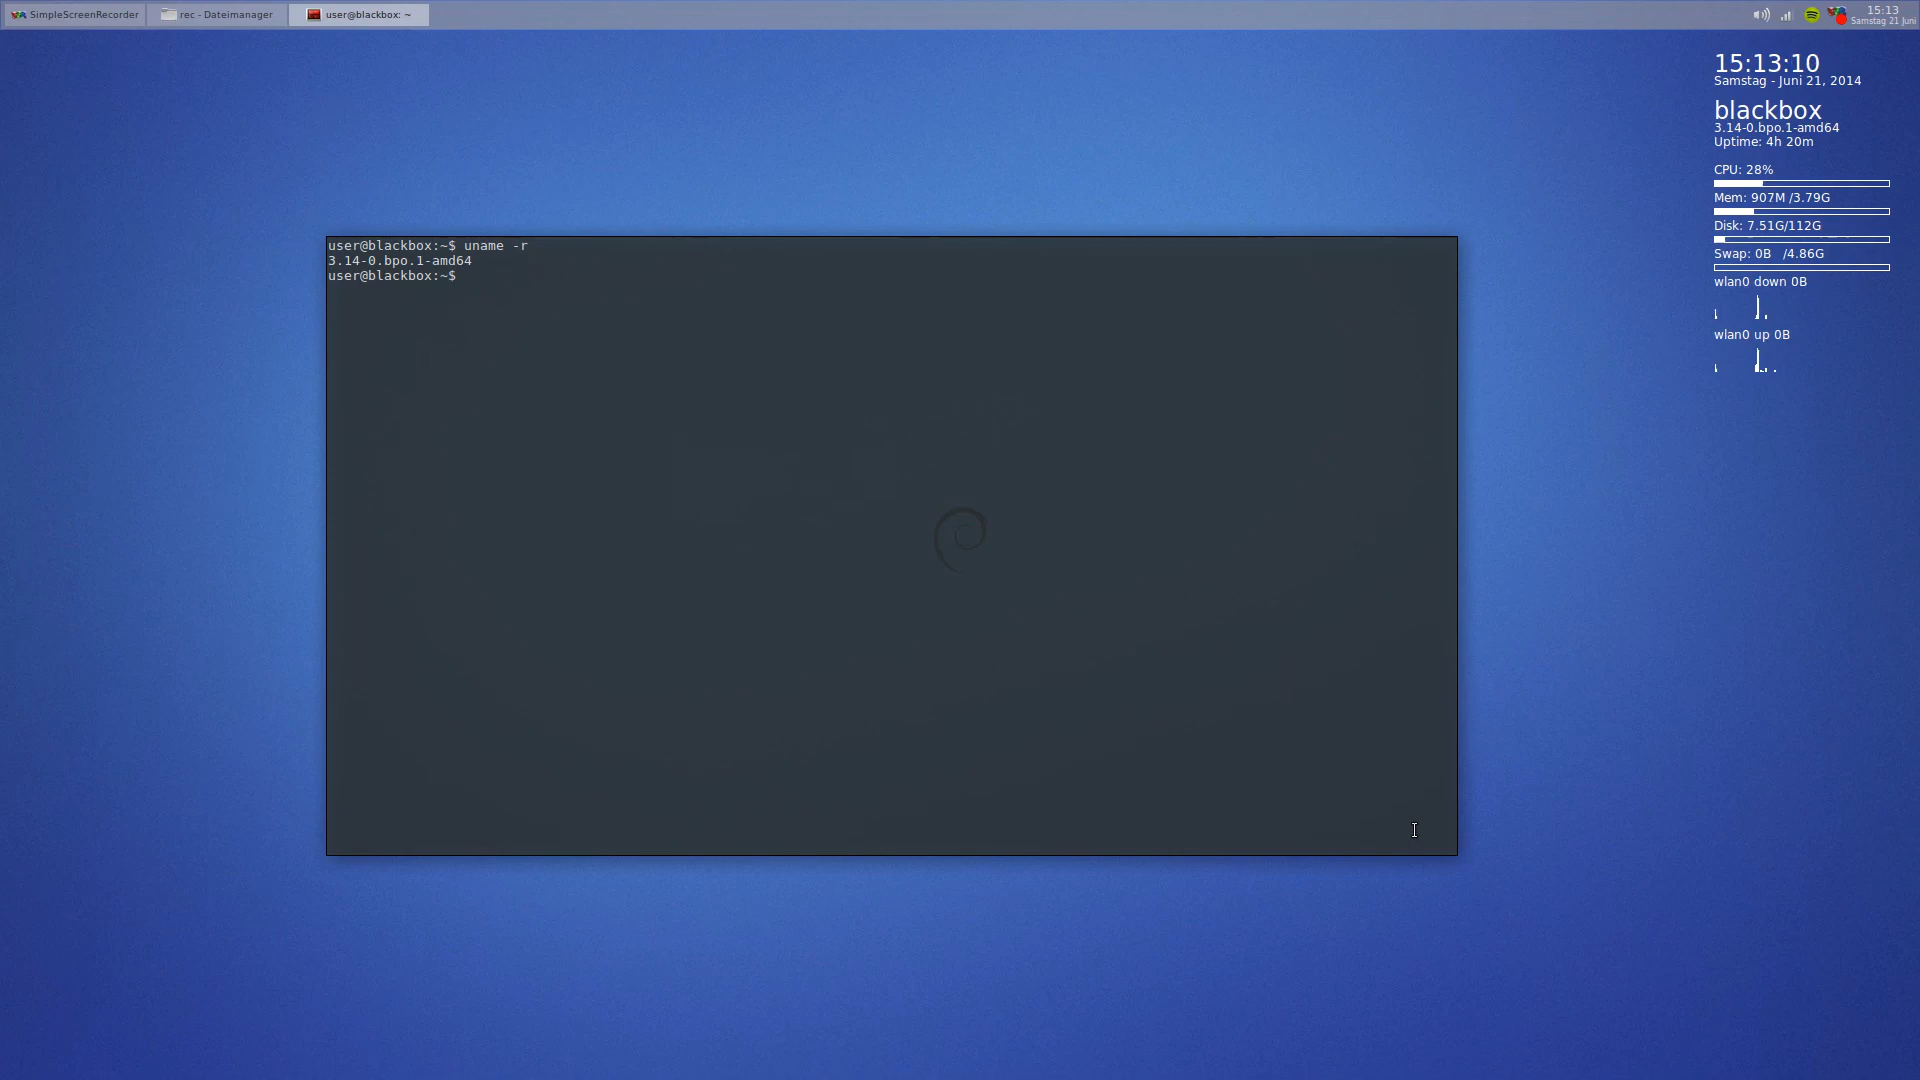 SimpleScreenRecorder
rec - Dateimanager
user@blackbox: ~
15:13
Samstag 21 Juni
15:13:10
Samstag - Juni 21, 2014
blackbox
3.14-0.bpo.1-amd64
Uptime: 4h 20m
CPU: 28%
Mem: 907M /3.79G
Disk: 7.51G/112G
Swap: 0B /4.86G
wlan0 down 0B
wlan0 up 0B
user@blackbox:~$ uname -r
3.14-0.bpo.1-amd64
user@blackbox:~$